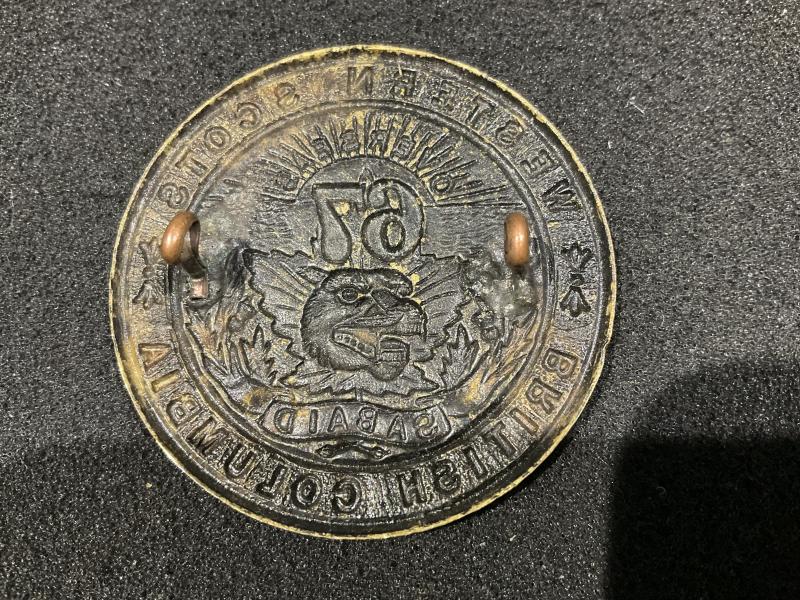 WESTERN SCOTS
OVERSEAS
67
SABAID
BRITISH COLUMBIA